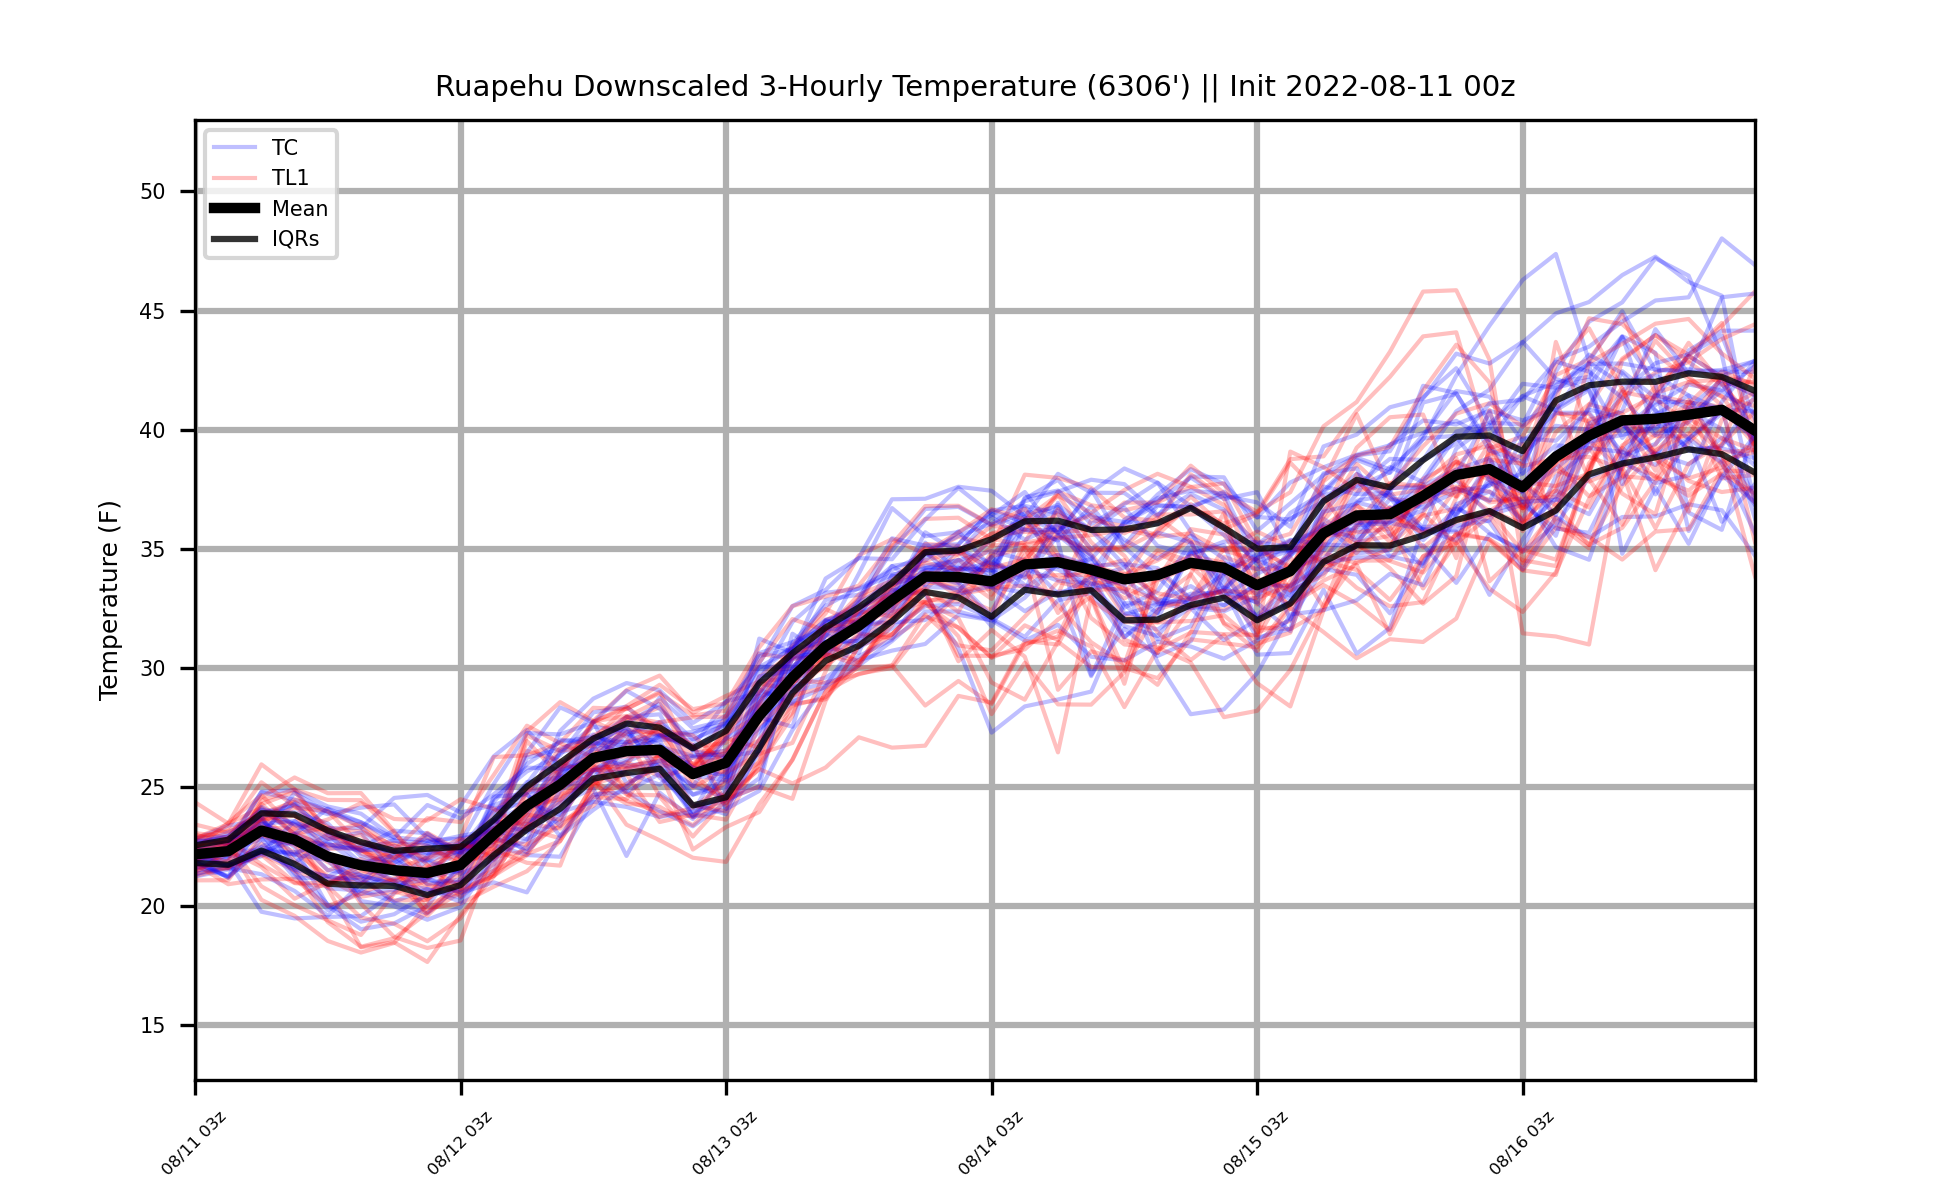 Ruapehu Downscaled 3-Hourly Temperature (6306') || Init 2022-08-11 00z
TC
TL1
Mean
IQRs
Temperature (F)
50
45
40
35
30
25
20
15
08/11 03z
08/12 03z
08/13 03z
08/14 03z
08/15 03z
08/16 03z